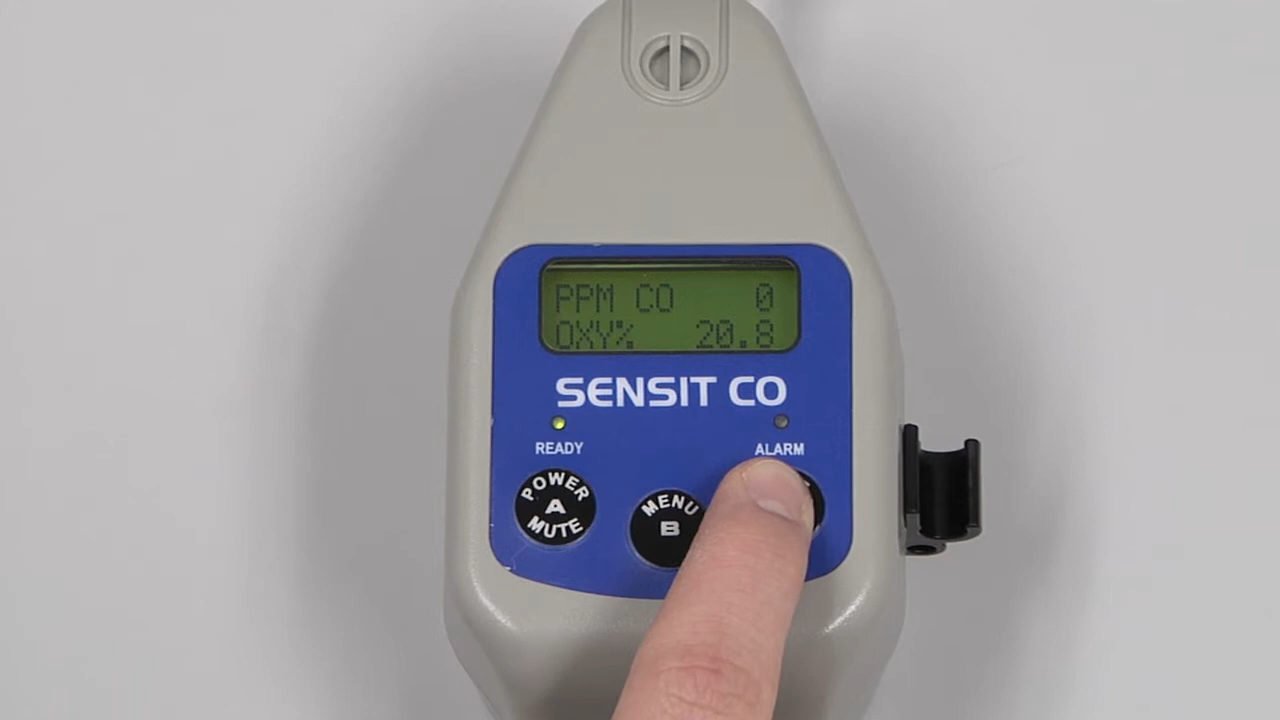 PPM CO 0
OXY% 20.8
SENSIT CO
READY
ALARM
POWER
A
MUTE
MENU
B